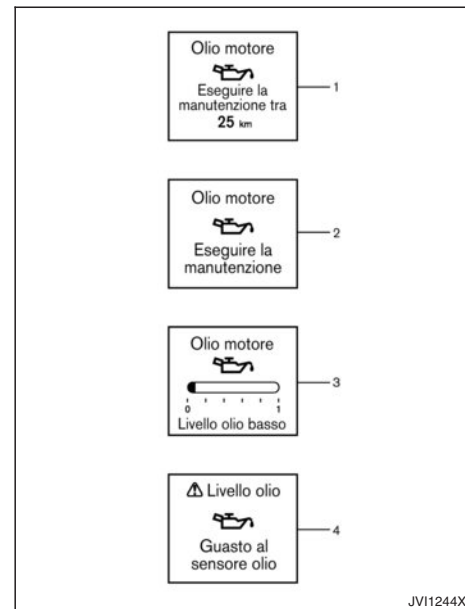 Olio motore
Eseguire la
manutenzione tra
25 km
1
Olio motore
Eseguire la
manutenzione
2
Olio motore
0 1
Livello olio basso
3
Livello olio
Guasto al
sensore olio
4
JVI1244X